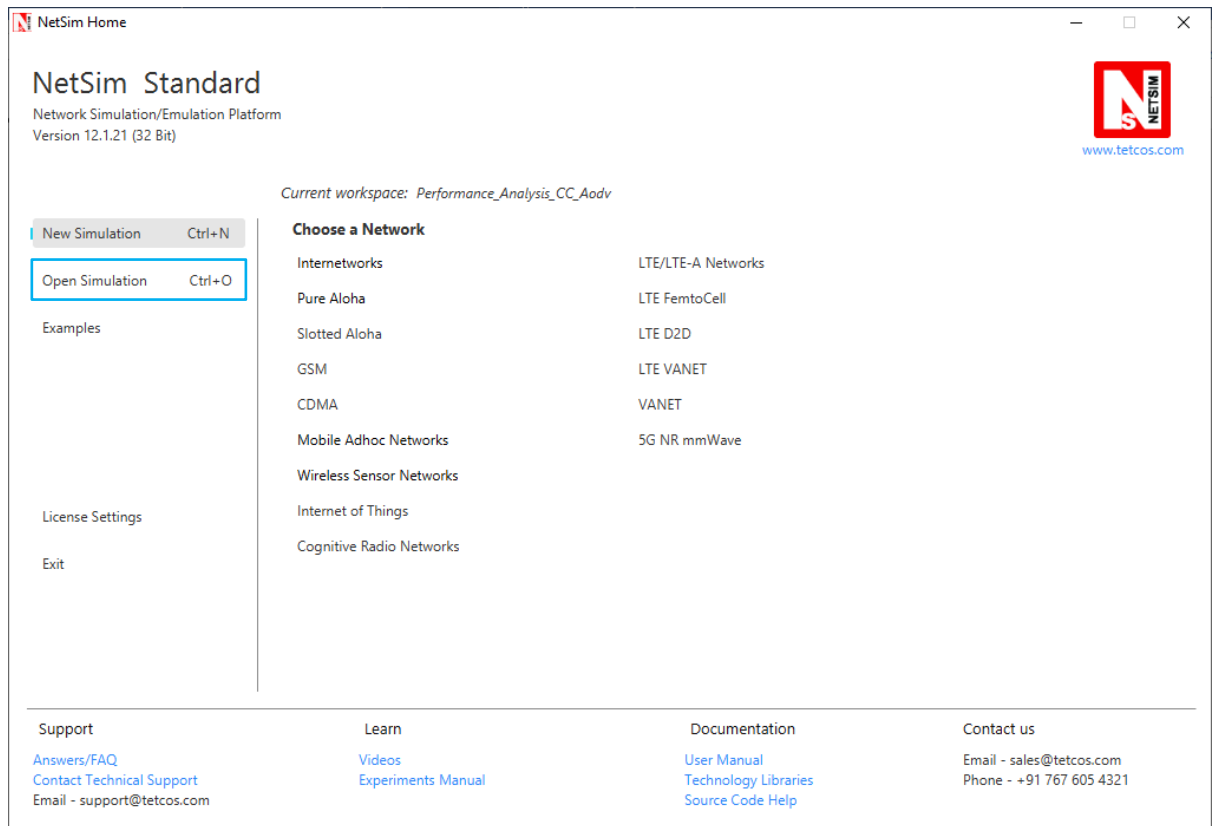 NetSim Home
NetSim Standard
Network Simulation/Emulation Platform
Version 12.1.21 (32 Bit)
N
S
NETSIM
www.tetcos.com
Current workspace: Performance_Analysis_CC_Aodv
New Simulation Ctrl+N
Open Simulation Ctrl+O
Examples
License Settings
Exit
Choose a Network
Internetworks
Pure Aloha
Slotted Aloha
GSM
CDMA
Mobile Adhoc Networks
Wireless Sensor Networks
Internet of Things
Cognitive Radio Networks
LTE/LTE-A Networks
LTE FemtoCell
LTE D2D
LTE VANET
VANET
5G NR mmWave
Support
Answers/FAQ
Contact Technical Support
Email - support@tetcos.com
Learn
Videos
Experiments Manual
Documentation
User Manual
Technology Libraries
Source Code Help
Contact us
Email - sales@tetcos.com
Phone - +91 767 605 4321